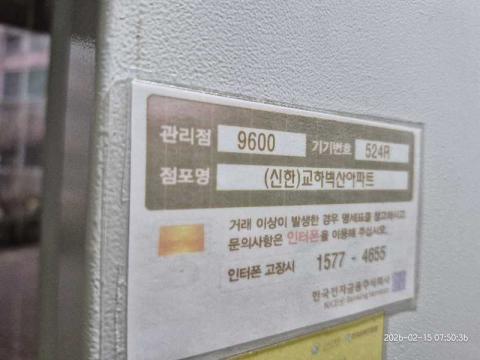 관리점 9600 기기번호 524R
점포명 (신한)교하벽산아파트
거래 이상이 발생한 경우 명세표를 참고하시고
문의사항은 인터폰을 이용해 주십시오.
인터폰 고장시 1577 - 4655
한국전자금융주식회사
2026-02-15 07:50:36